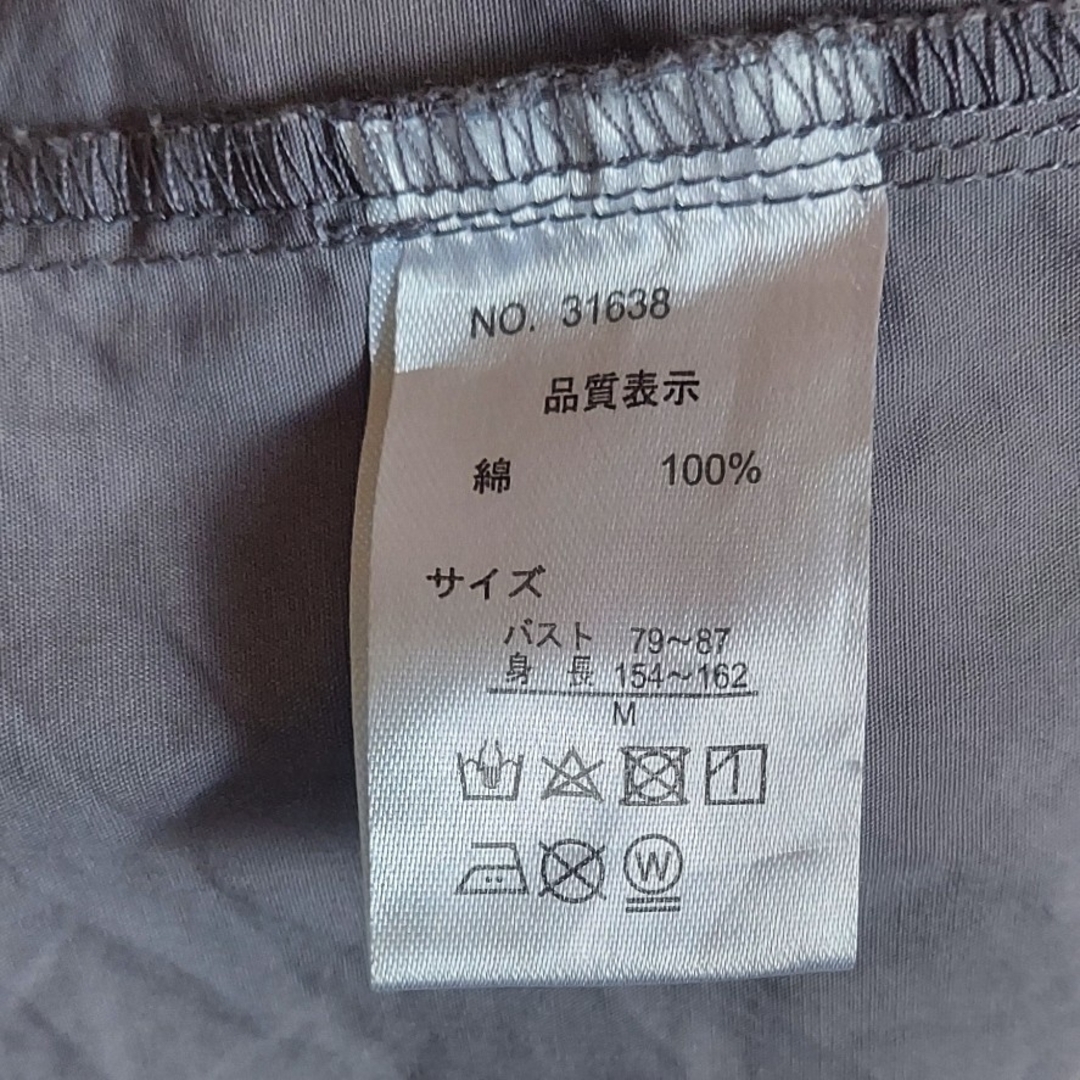 NO. 31638
品質表示
綿 100%
サイズ
バスト 79～87
身長 154～162
M
W